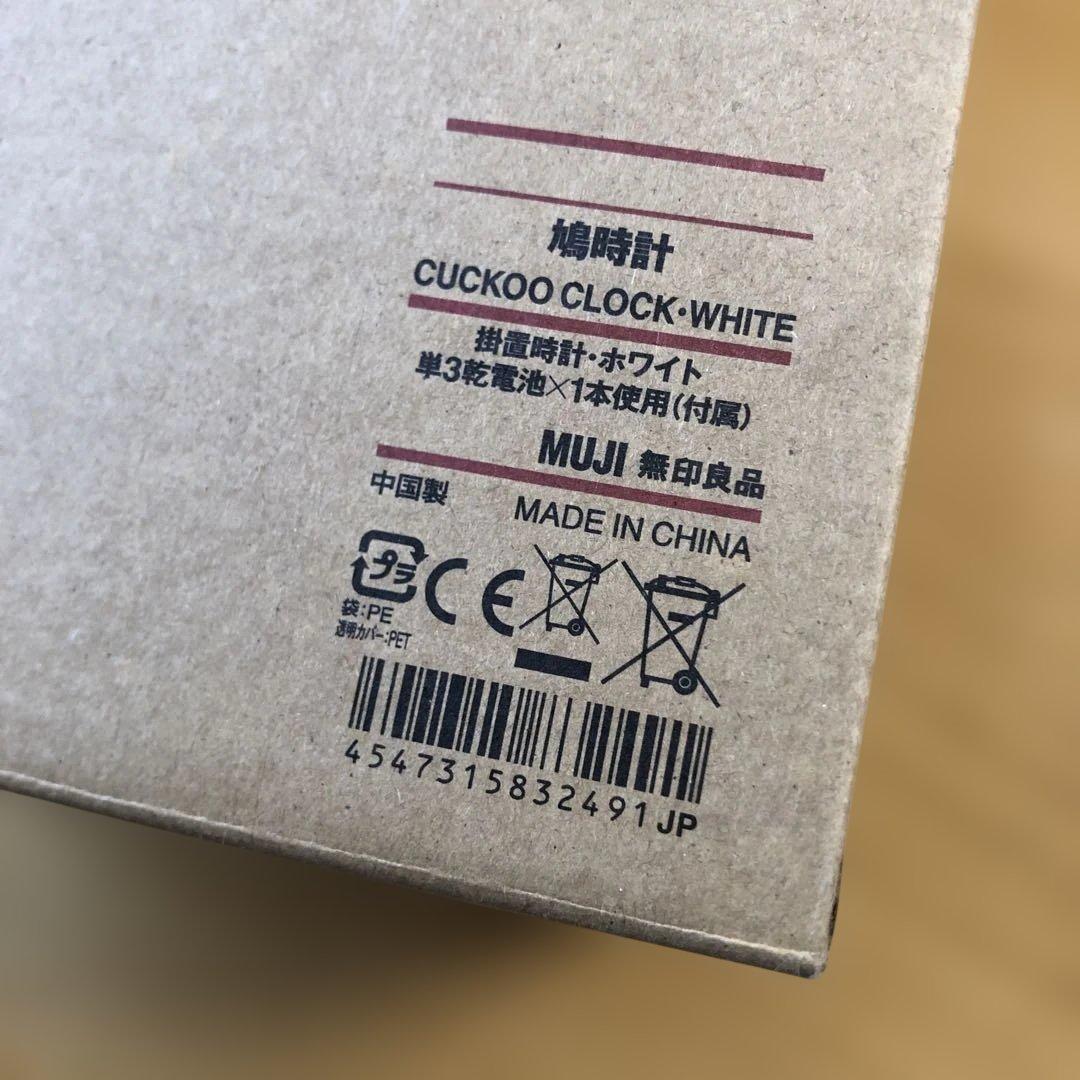 鳩時計
CUCKOO CLOCK·WHITE
掛置時計·ホワイト
単3乾電池×1本使用(付属)
MUJI 無印良品
中国製 MADE IN CHINA
プラ CE
袋:PE
透明カバー:PET
4547315832491 JP